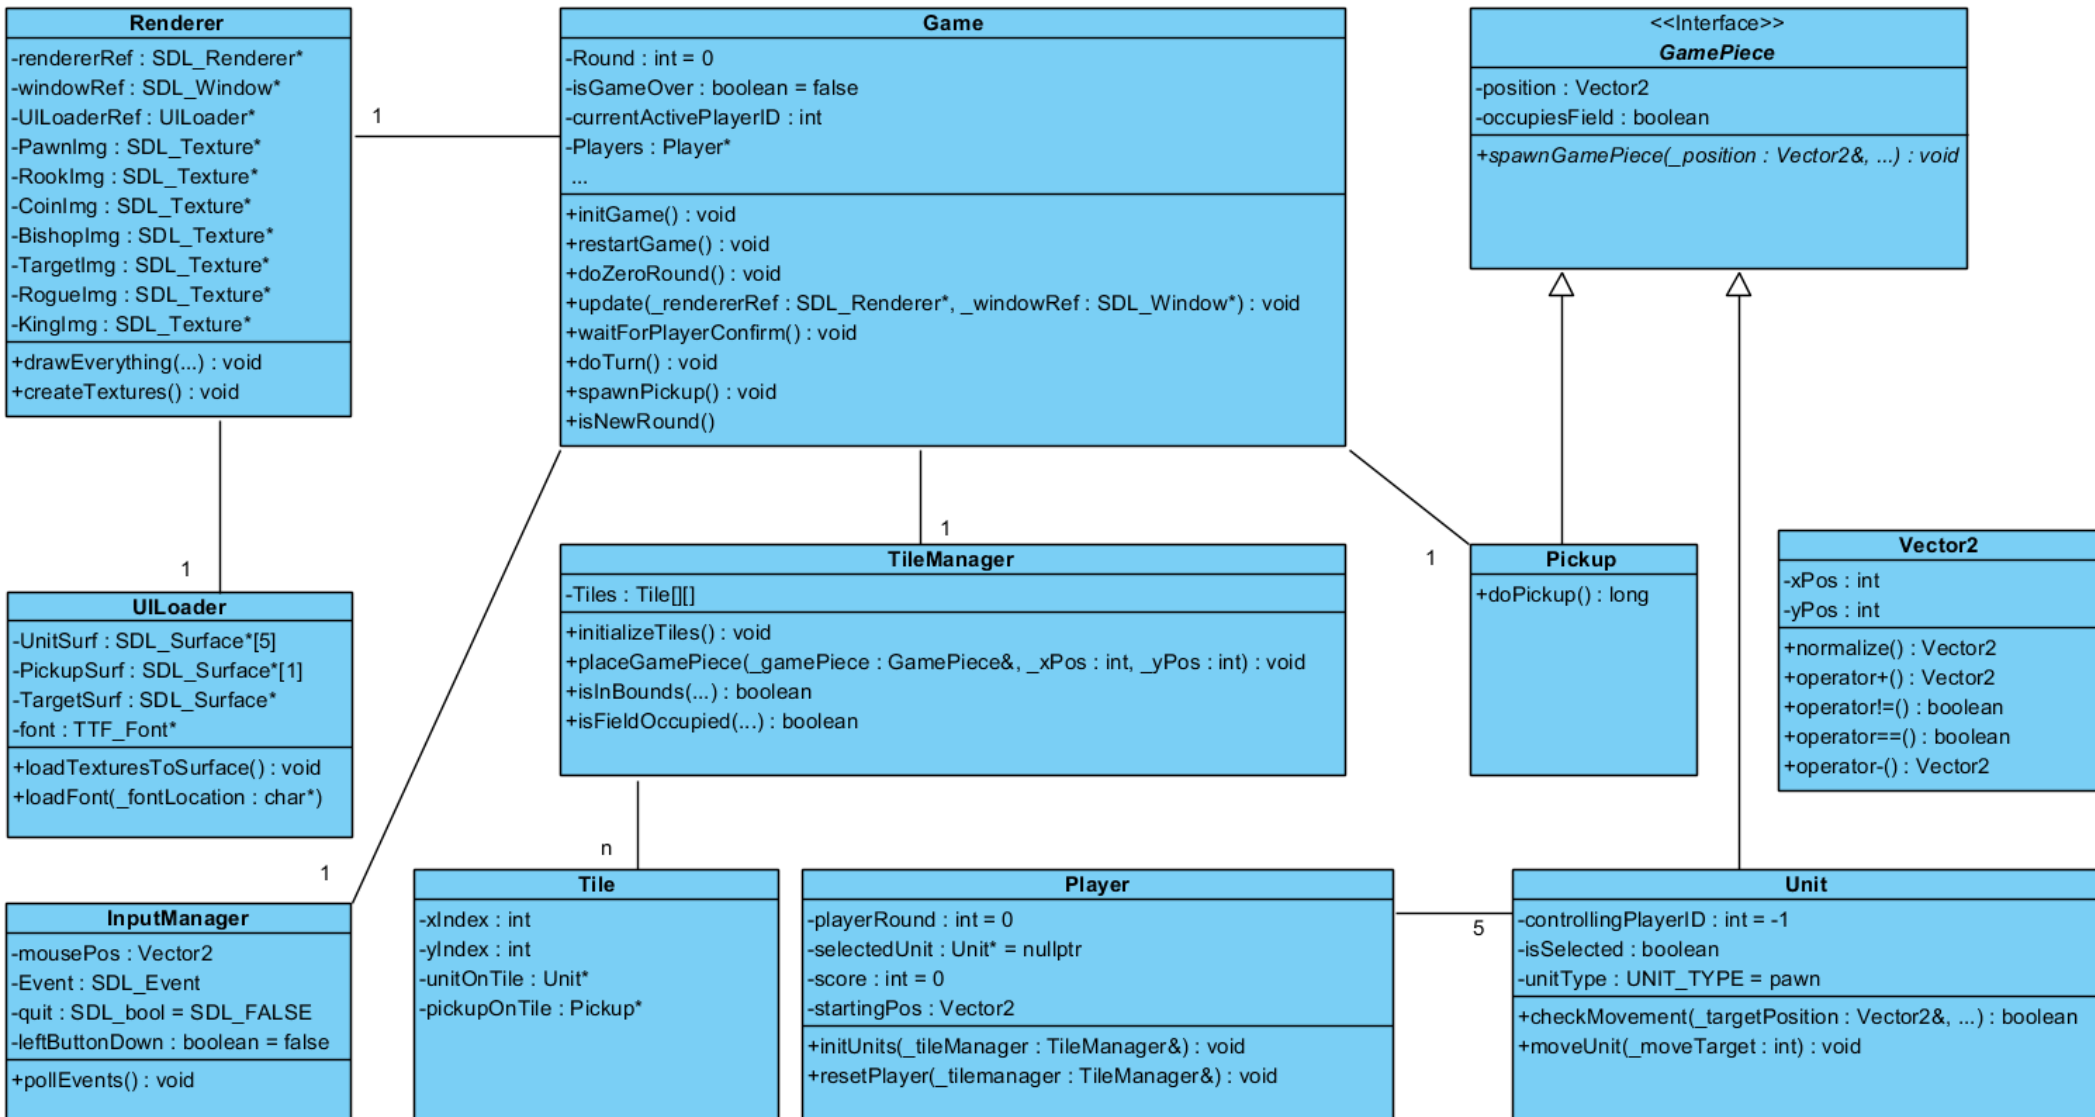 Renderer
-rendererRef : SDL_Renderer*
-windowRef : SDL_Window*
-UILoaderRef : UILoader*
-PawnImg : SDL_Texture*
-RookImg : SDL_Texture*
-CoinImg : SDL_Texture*
-BishopImg : SDL_Texture*
-TargetImg : SDL_Texture*
-RogueImg : SDL_Texture*
-KingImg : SDL_Texture*
+drawEverything(...) : void
+createTextures() : void
1
Game
-Round : int = 0
-isGameOver : boolean = false
-currentActivePlayerID : int
-Players : Player*
...
+initGame() : void
+restartGame() : void
+doZeroRound() : void
+update(_rendererRef : SDL_Renderer*, _windowRef : SDL_Window*) : void
+waitForPlayerConfirm() : void
+doTurn() : void
+spawnPickup() : void
+isNewRound()
<<Interface>>
GamePiece
-position : Vector2
-occupiesField : boolean
+spawnGamePiece(_position : Vector2&, ...) : void
1
UILoader
-UnitSurf : SDL_Surface*[5]
-PickupSurf : SDL_Surface*[1]
-TargetSurf : SDL_Surface*
-font : TTF_Font*
+loadTexturesToSurface() : void
+loadFont(_fontLocation : char*)
1
TileManager
-Tiles : Tile[][]
+initializeTiles() : void
+placeGamePiece(_gamePiece : GamePiece&, _xPos : int, _yPos : int) : void
+isInBounds(...) : boolean
+isFieldOccupied(...) : boolean
1
Pickup
+doPickup() : long
Vector2
-xPos : int
-yPos : int
+normalize() : Vector2
+operator+() : Vector2
+operator!=() : boolean
+operator==() : boolean
+operator-() : Vector2
1
InputManager
-mousePos : Vector2
-Event : SDL_Event
-quit : SDL_bool = SDL_FALSE
-leftButtonDown : boolean = false
+pollEvents() : void
n
Tile
-xIndex : int
-yIndex : int
-unitOnTile : Unit*
-pickupOnTile : Pickup*
Player
-playerRound : int = 0
-selectedUnit : Unit* = nullptr
-score : int = 0
-startingPos : Vector2
+initUnits(_tileManager : TileManager&) : void
+resetPlayer(_tilemanager : TileManager&) : void
5
Unit
-controllingPlayerID : int = -1
-isSelected : boolean
-unitType : UNIT_TYPE = pawn
+checkMovement(_targetPosition : Vector2&, ...) : boolean
+moveUnit(_moveTarget : int) : void